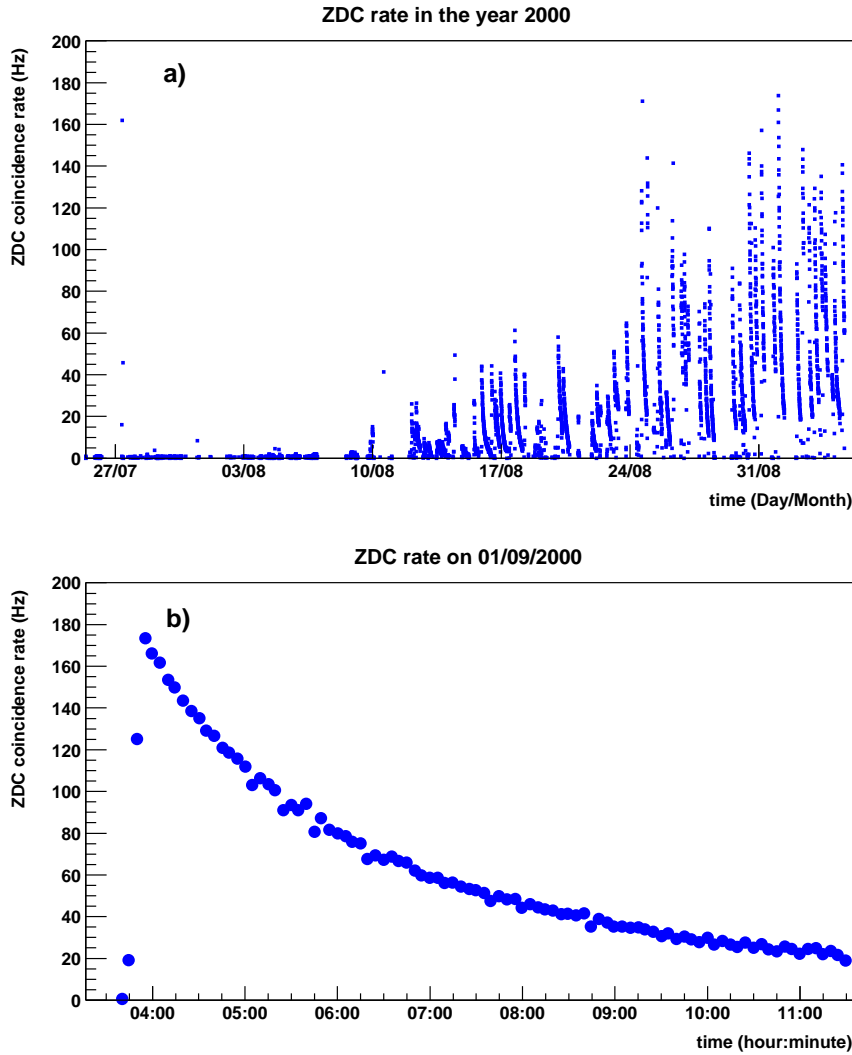 ZDC rate in the year 2000
ZDC coincidence rate (Hz)
a)
200
180
160
140
120
100
80
60
40
20
0
27/07 03/08 10/08 17/08 24/08 31/08
time (Day/Month)
ZDC rate on 01/09/2000
ZDC coincidence rate (Hz)
b)
200
180
160
140
120
100
80
60
40
20
0
04:00 05:00 06:00 07:00 08:00 09:00 10:00 11:00
time (hour:minute)